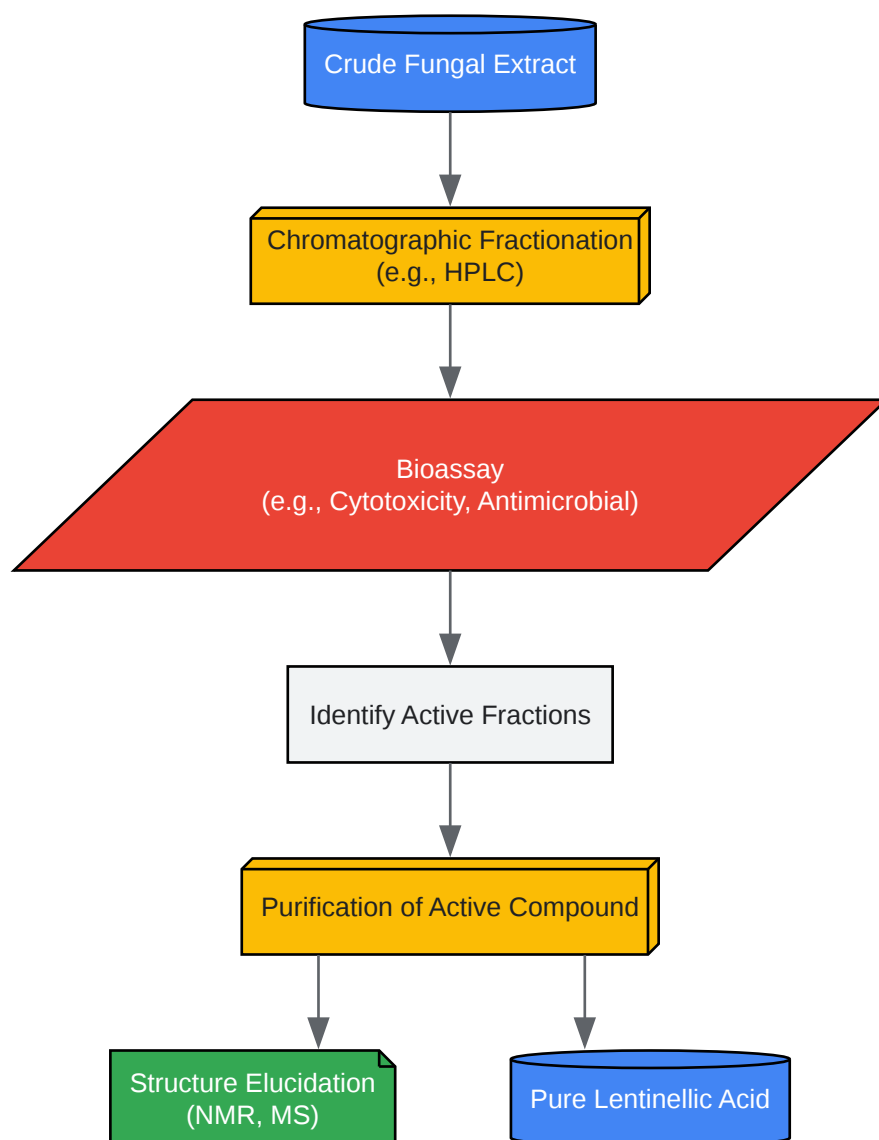 Crude Fungal Extract
Chromatographic Fractionation
(e.g., HPLC)
Bioassay
(e.g., Cytotoxicity, Antimicrobial)
Identify Active Fractions
Purification of Active Compound
Structure Elucidation
(NMR, MS)
Pure Lentinellic Acid